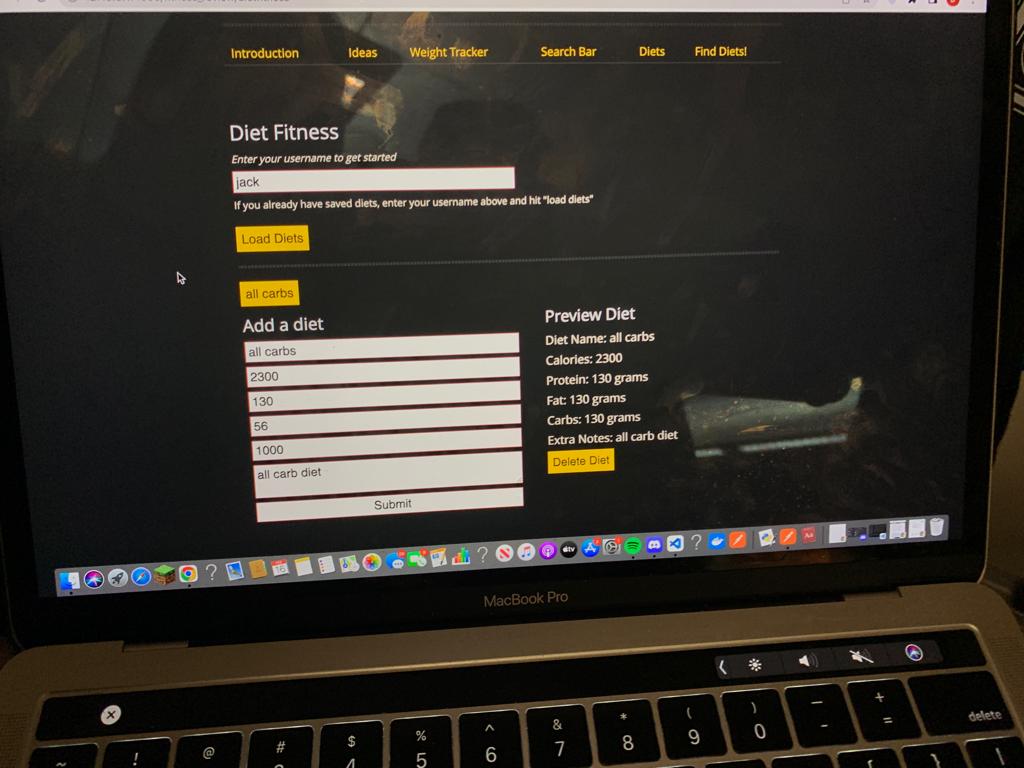 Introduction Ideas Weight Tracker Search Bar Diets Find Diets!
Diet Fitness
Enter your username to get started
jack
If you already have saved diets, enter your username above and hit "load diets"
Load Diets
all carbs
Add a diet
all carbs
2300
130
56
1000
all carb diet
Submit
Preview Diet
Diet Name: all carbs
Calories: 2300
Protein: 130 grams
Fat: 130 grams
Carbs: 130 grams
Extra Notes: all carb diet
Delete Diet
tv
MacBook Pro
~ ! @ # $ % 5 ^ 6 & 7 * 8 ( 9 ) 0 — - + = delete